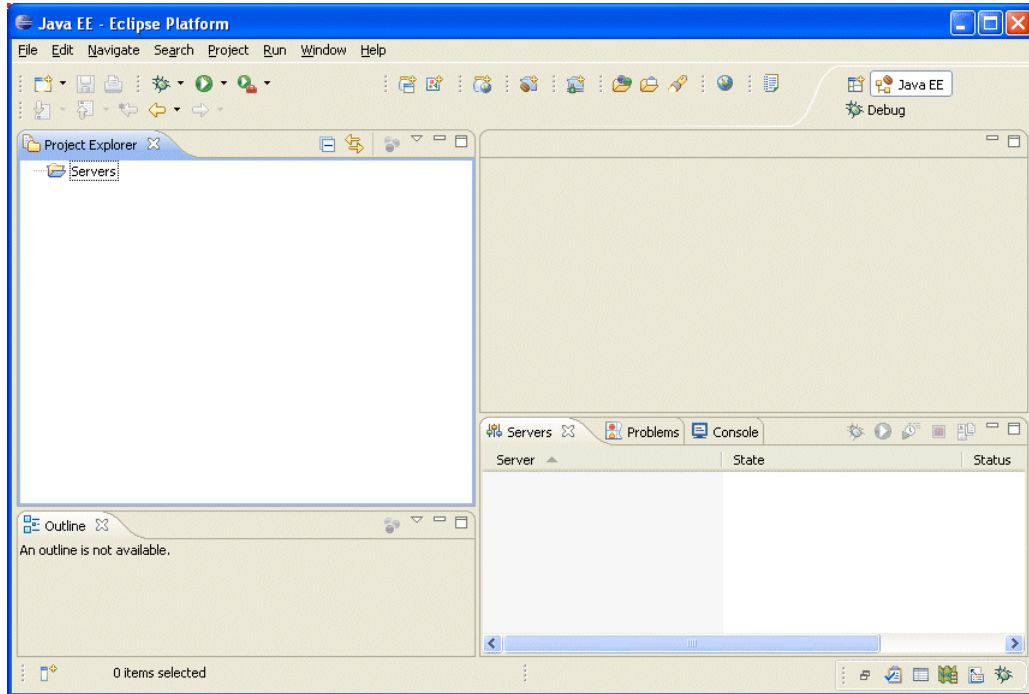 Java EE - Eclipse Platform
File Edit Navigate Search Project Run Window Help
Java EE
Debug
Project Explorer
Servers
Servers Problems Console
Server State Status
Outline
An outline is not available.
0 items selected